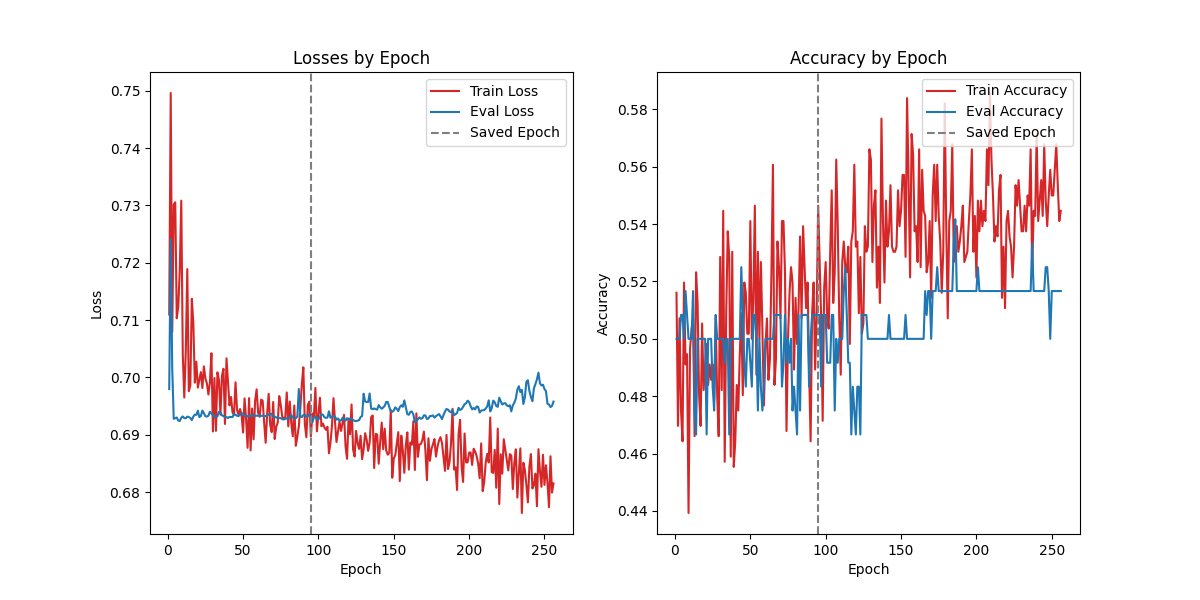 Losses by Epoch
Train Loss
Eval Loss
Saved Epoch
0.75
0.74
0.73
0.72
0.71
0.70
0.69
0.68
Loss
0
50
100
150
200
250
Epoch
Accuracy by Epoch
Train Accuracy
Eval Accuracy
Saved Epoch
0.58
0.56
0.54
0.52
0.50
0.48
0.46
0.44
Accuracy
0
50
100
150
200
250
Epoch